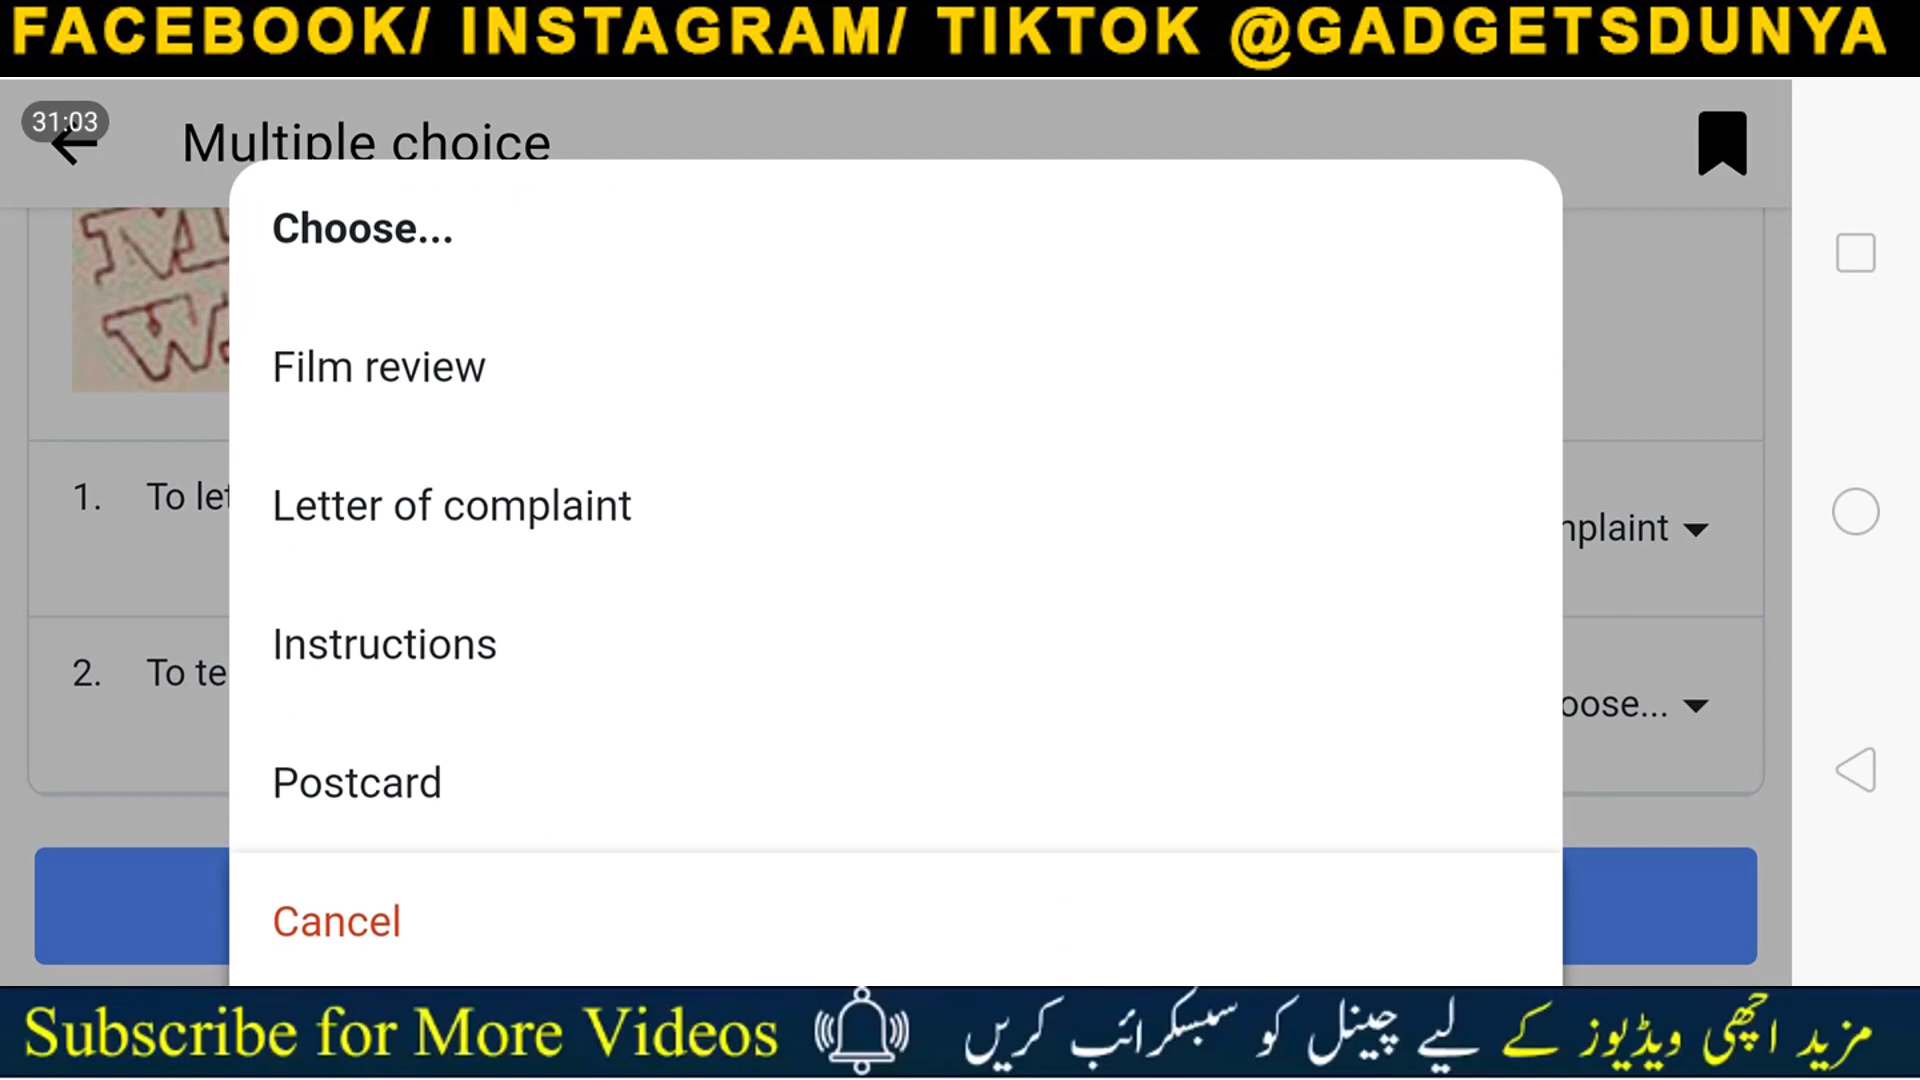 FACEBOOK/ INSTAGRAM/ TIKTOK @GADGETSDUNYA
31:03
Multiple choice
Choose...
Film review
Letter of complaint
Instructions
Postcard
Cancel
1. To let
2. To te
nplaint
oose...
Subscribe for More Videos
مزید اچھی ویڈیوز کے لیے چینل کو سبسکرائب کریں